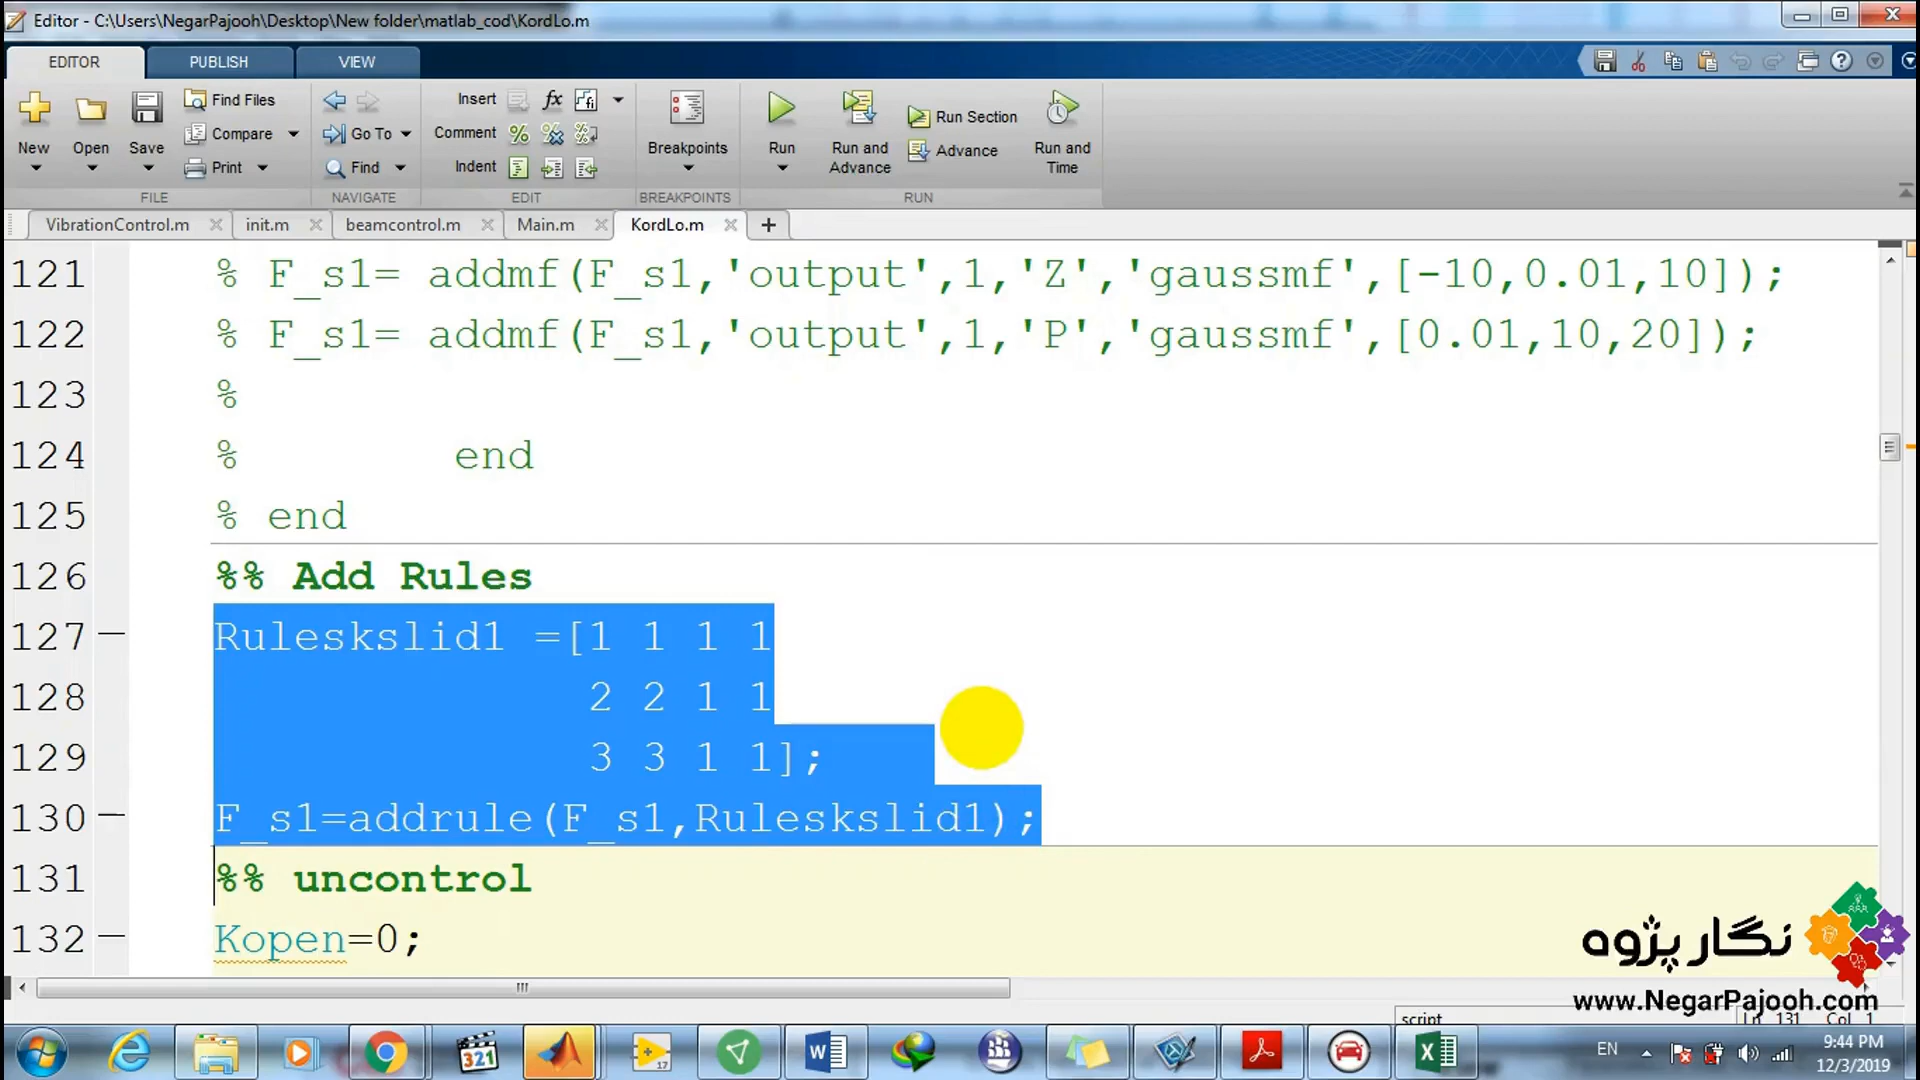 Editor - C:\Users\NegarPajooh\Desktop\New folder\matlab_cod\KordLo.m
EDITOR PUBLISH VIEW
New Open Save Find Files Compare Print
FILE
Go To Find
NAVIGATE
Insert fx
Comment
Indent
EDIT
Breakpoints
BREAKPOINTS
Run Run and Advance Run Section Advance Run and Time
RUN
VibrationControl.m init.m beamcontrol.m Main.m KordLo.m
121 % F_s1= addmf(F_s1,'output',1,'Z','gaussmf',[-10,0.01,10]);
122 % F_s1= addmf(F_s1,'output',1,'P','gaussmf',[0.01,10,20]);
123 %
124 % end
125 % end
126 %% Add Rules
127 Ruleskslid1 =[1 1 1 1
128 2 2 1 1
129 3 3 1 1];
130 F_s1=addrule(F_s1,Ruleskslid1);
131 %% uncontrol
132 Kopen=0;
نگار پژوه
www.NegarPajooh.com
script Ln 131 Col 1
321
17
EN
9:44 PM
12/3/2019